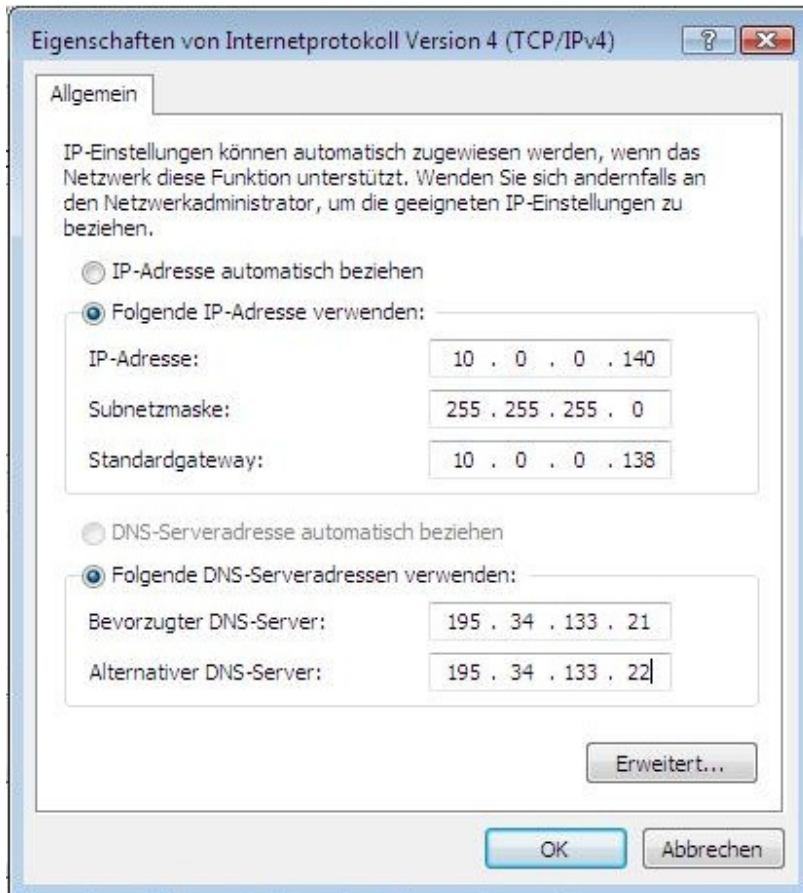 Eigenschaften von Internetprotokoll Version 4 (TCP/IPv4)
Allgemein
IP-Einstellungen können automatisch zugewiesen werden, wenn das
Netzwerk diese Funktion unterstützt. Wenden Sie sich andernfalls an
den Netzwerkadministrator, um die geeigneten IP-Einstellungen zu
beziehen.
IP-Adresse automatisch beziehen
Folgende IP-Adresse verwenden:
IP-Adresse: 10 . 0 . 0 . 140
Subnetzmaske: 255 . 255 . 255 . 0
Standardgateway: 10 . 0 . 0 . 138
DNS-Serveradresse automatisch beziehen
Folgende DNS-Serveradressen verwenden:
Bevorzugter DNS-Server: 195 . 34 . 133 . 21
Alternativer DNS-Server: 195 . 34 . 133 . 22
Erweitert...
OK Abbrechen